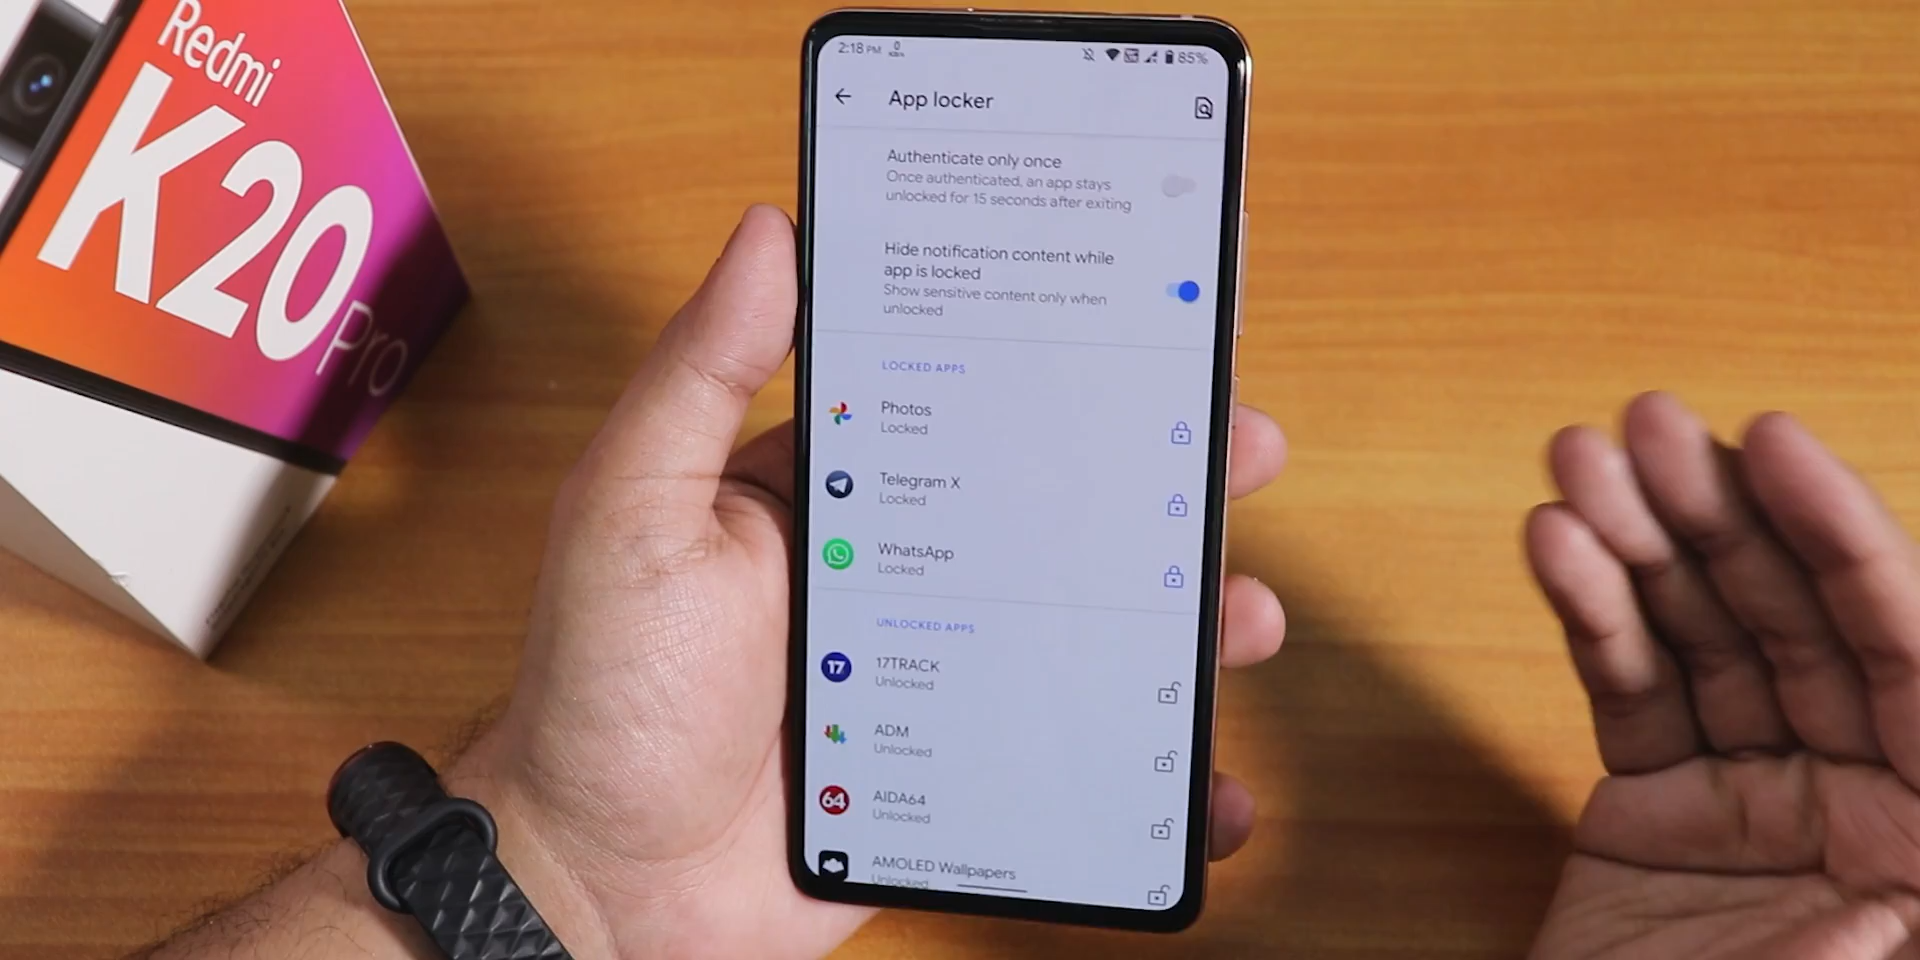 Redmi
K20
Pro
2:18 PM
0
85%
App locker
Authenticate only once
Once authenticated, an app stays
unlocked for 15 seconds after exiting
Hide notification content while
app is locked
Show sensitive content only when
unlocked
LOCKED APPS
Photos
Locked
Telegram X
Locked
WhatsApp
Locked
UNLOCKED APPS
17
17TRACK
Unlocked
ADM
Unlocked
64
AIDA64
Unlocked
AMOLED Wallpapers
Unlocked